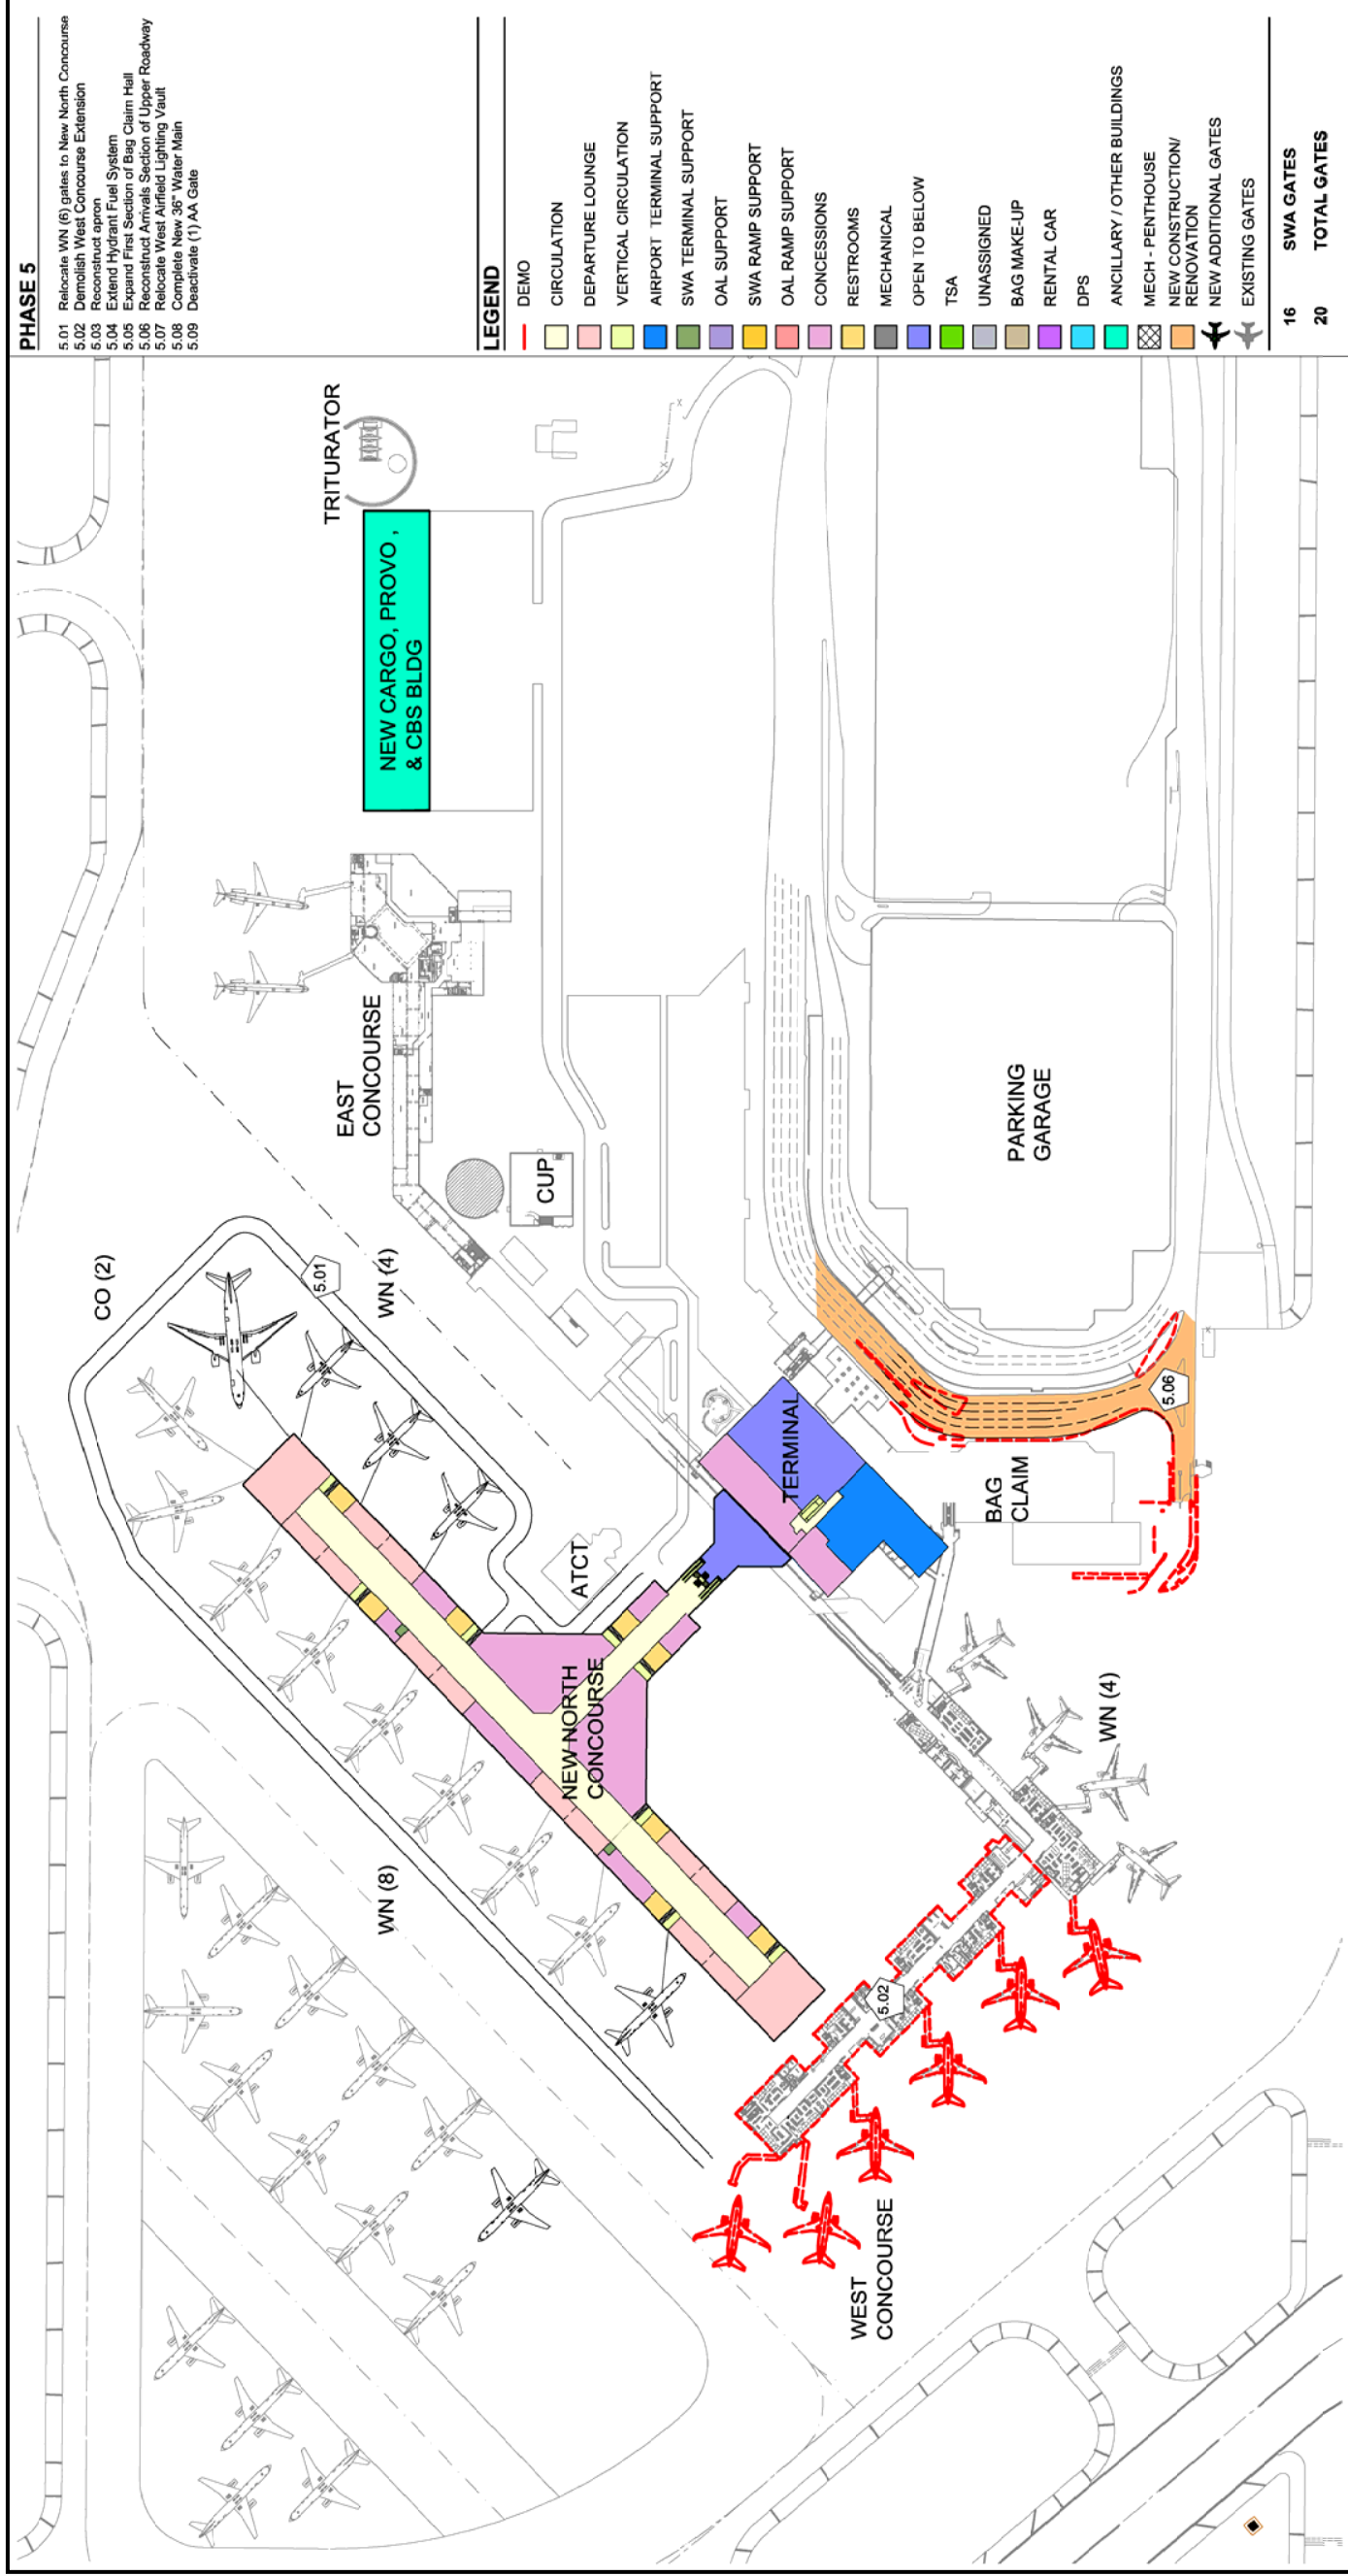 PHASE 5
5.01 Relocate WN (6) gates to New North Concourse
5.02 Demolish West Concourse Extension
5.03 Reconstruct apron
5.04 Extend Hydrant Fuel System
5.05 Expand First Section of Bag Claim Hall
5.06 Reconstruct Arrivals Section of Upper Roadway
5.07 Relocate West Airfield Lighting Vault
5.08 Complete New 36" Water Main
5.09 Deactivate (1) AA Gate
LEGEND
DEMO
CIRCULATION
DEPARTURE LOUNGE
VERTICAL CIRCULATION
AIRPORT TERMINAL SUPPORT
SWA TERMINAL SUPPORT
OAL SUPPORT
SWA RAMP SUPPORT
OAL RAMP SUPPORT
CONCESSIONS
RESTROOMS
MECHANICAL
OPEN TO BELOW
TSA
UNASSIGNED
BAG MAKE-UP
RENTAL CAR
DPS
ANCILLARY / OTHER BUILDINGS
MECH - PENTHOUSE
NEW CONSTRUCTION/
RENOVATION
NEW ADDITIONAL GATES
EXISTING GATES
16 SWA GATES
20 TOTAL GATES
TRITURATOR
NEW CARGO, PROVO ,
& CBS BLDG
EAST
CONCOURSE
CUP
CO (2)
5.01
WN (4)
PARKING
GARAGE
5.06
TERMINAL
BAG
CLAIM
ATCT
NEW NORTH
CONCOURSE
WN (8)
WN (4)
5.02
WEST
CONCOURSE
X
X